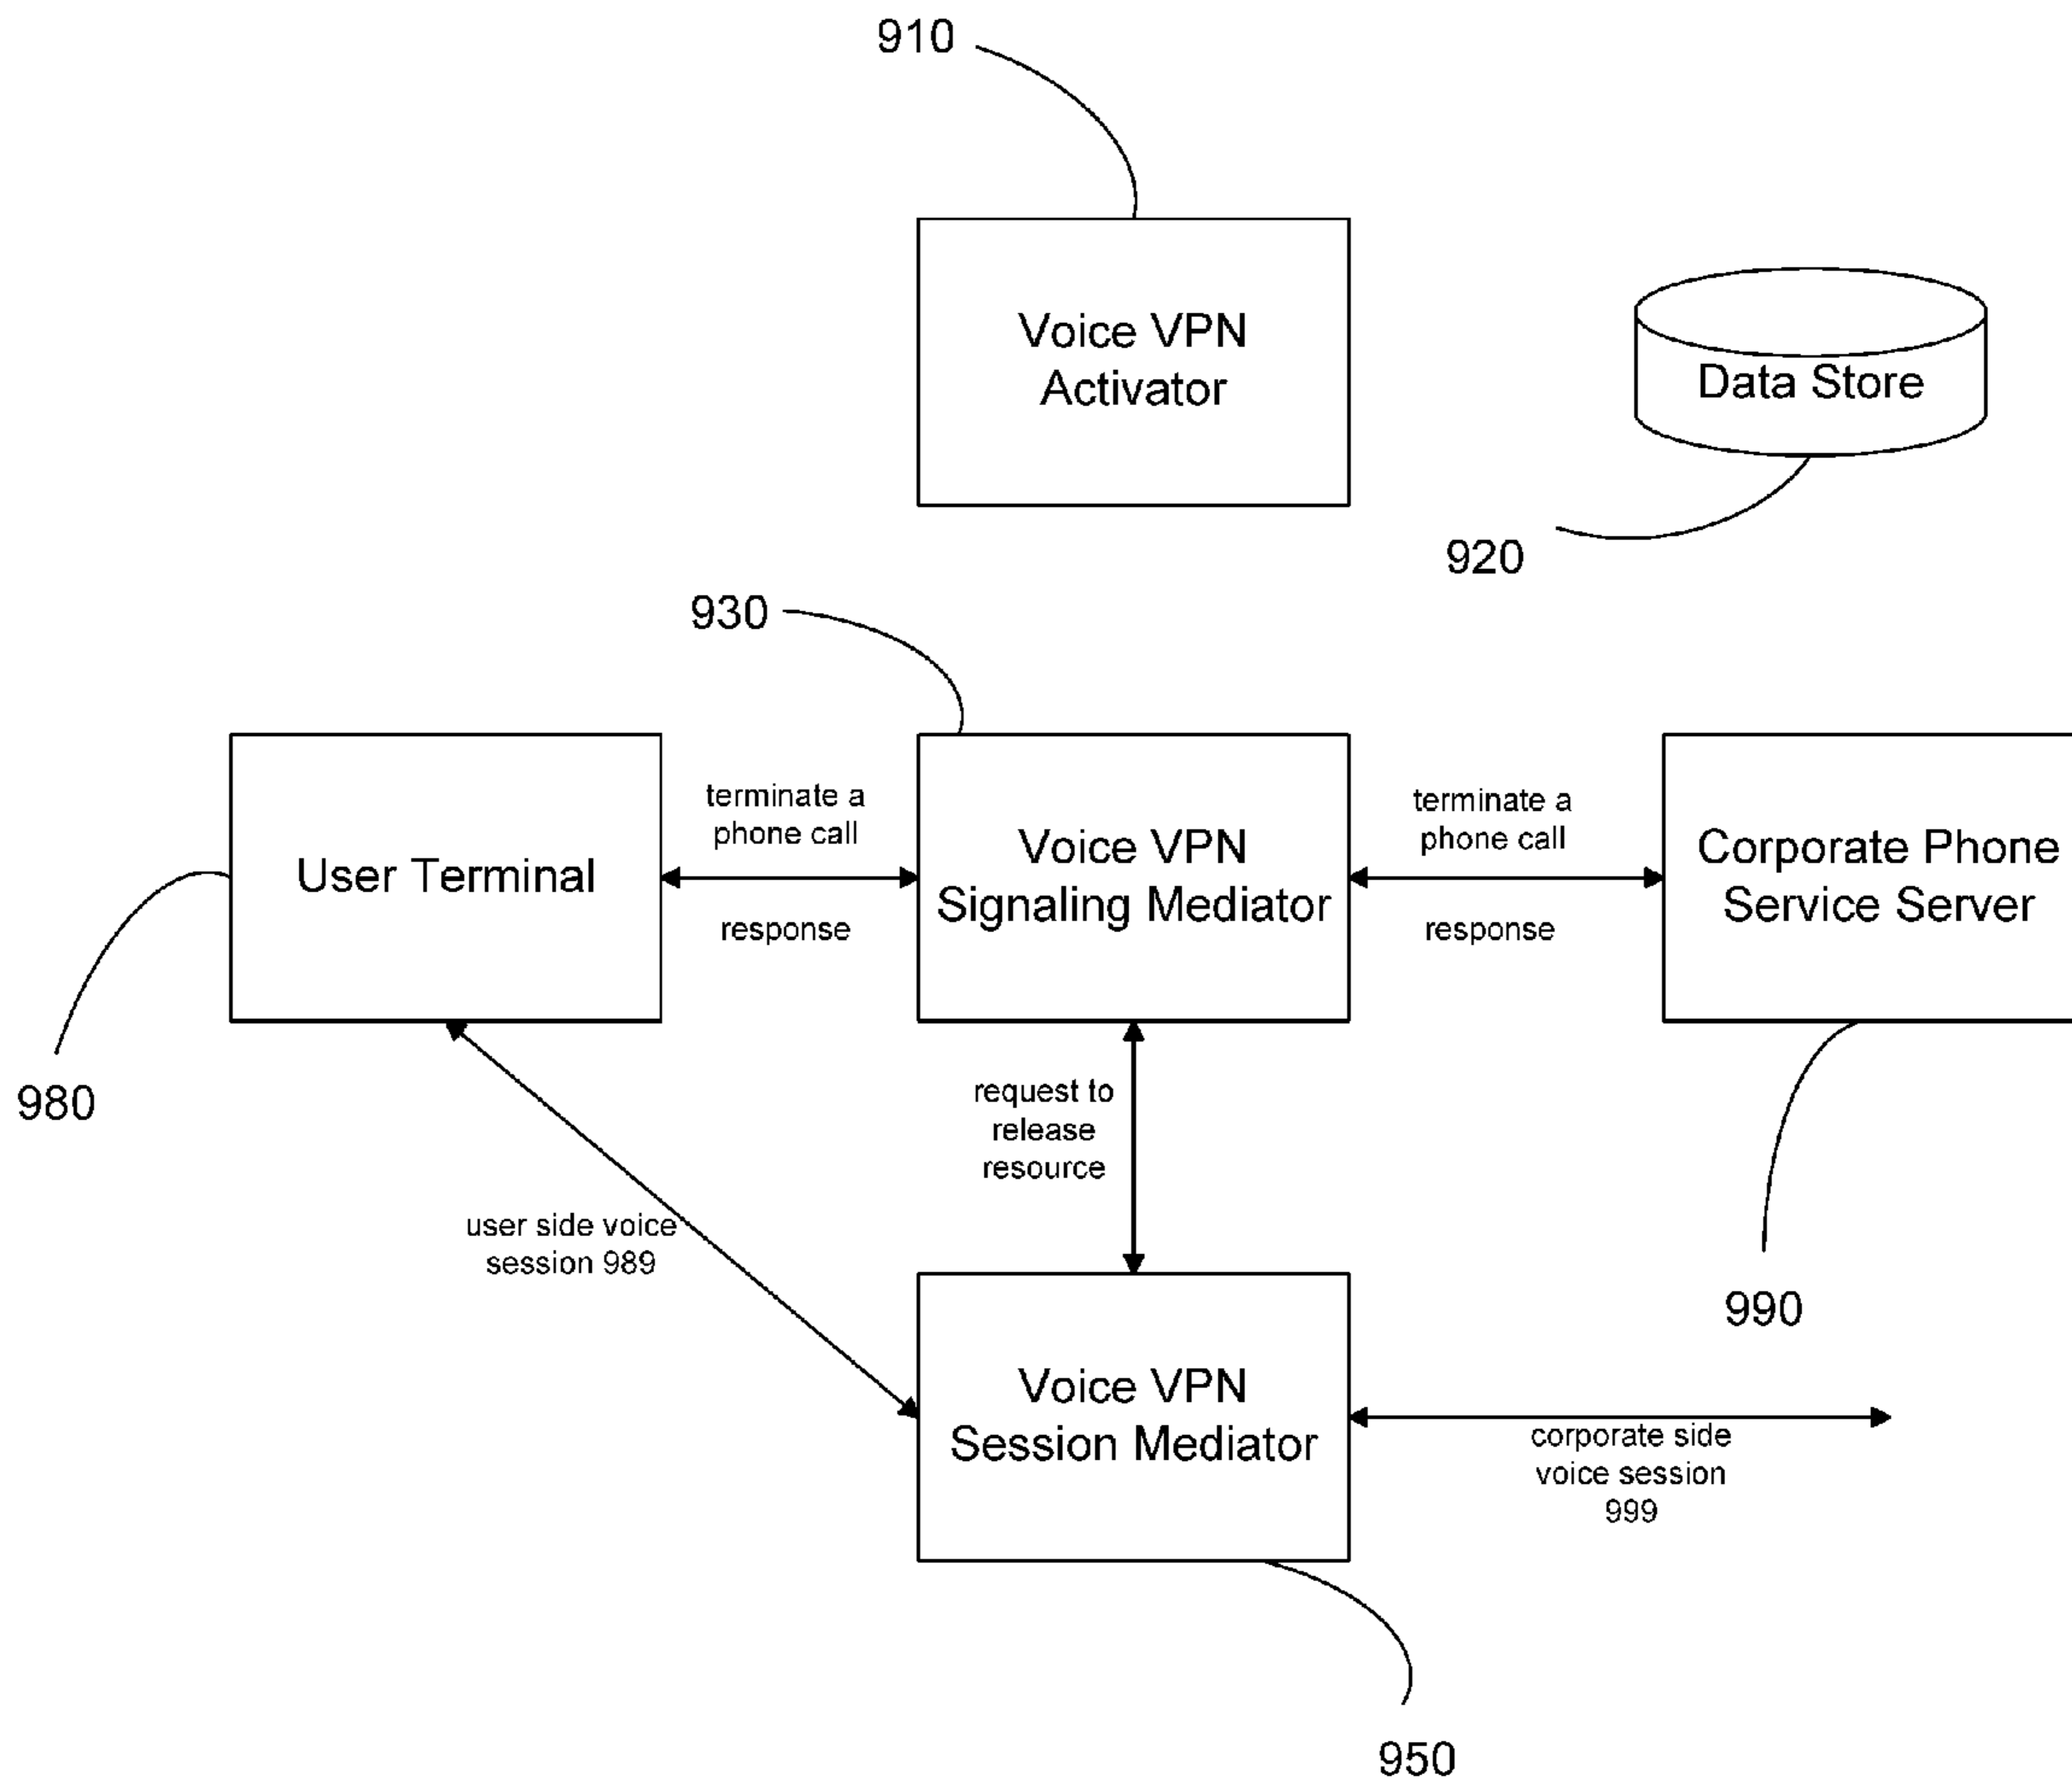 910
Voice VPN
Activator
Data Store
920
930
User Terminal
terminate a
phone call
response
Voice VPN
Signaling Mediator
terminate a
phone call
response
Corporate Phone
Service Server
980
request to
release
resource
990
user side voice
session 989
Voice VPN
Session Mediator
corporate side
voice session
999
950